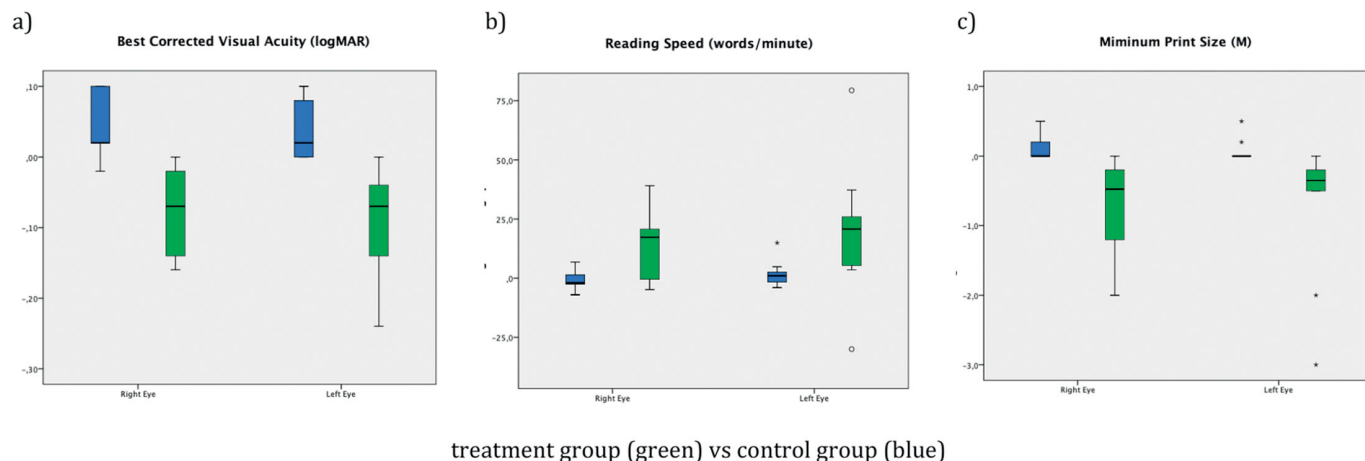 a)
Best Corrected Visual Acuity (logMAR)
,10
,00
-,10
-,20
-,30
Right Eye
Left Eye
b)
Reading Speed (words/minute)
75,0
50,0
25,0
,0
-25,0
Right Eye
Left Eye
c)
Miminum Print Size (M)
1,0
,0
-1,0
-2,0
-3,0
Right Eye
Left Eye
treatment group (green) vs control group (blue)